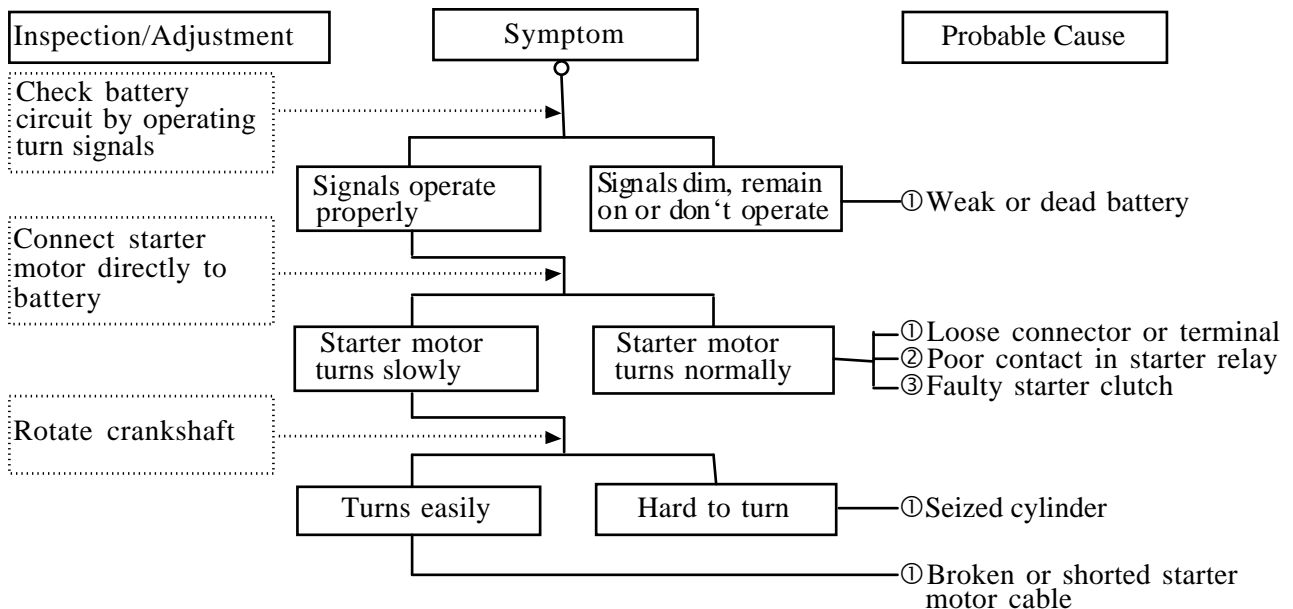 Inspection/Adjustment
Symptom
Probable Cause
Check battery
circuit by operating
turn signals
Signals operate
properly
Signals dim, remain
on or don‘t operate
①Weak or dead battery
Connect starter
motor directly to
battery
Starter motor
turns slowly
Starter motor
turns normally
①Loose connector or terminal
②Poor contact in starter relay
③Faulty starter clutch
Rotate crankshaft
Turns easily
Hard to turn
①Seized cylinder
①Broken or shorted starter
motor cable